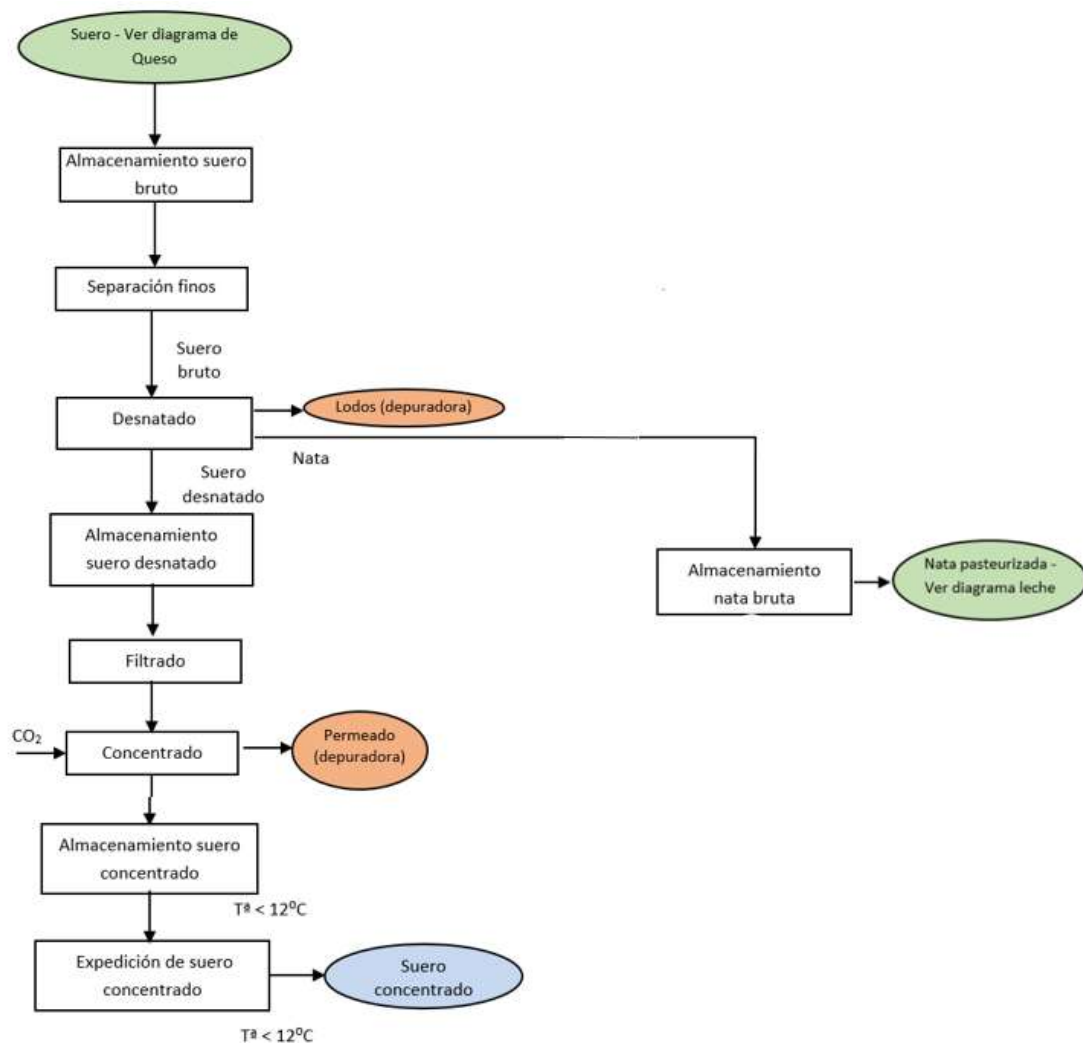 Suero - Ver diagrama de
Queso
Almacenamiento suero
bruto
Separación finos
Suero
bruto
Desnatado
Lodos (depuradora)
Nata
Suero
desnatado
Almacenamiento
suero desnatado
Almacenamiento
nata bruta
Nata pasteurizada -
Ver diagrama leche
Filtrado
CO₂
Concentrado
Permeado
(depuradora)
Almacenamiento suero
concentrado
Tª < 12⁰C
Expedición de suero
concentrado
Suero
concentrado
Tª < 12⁰C